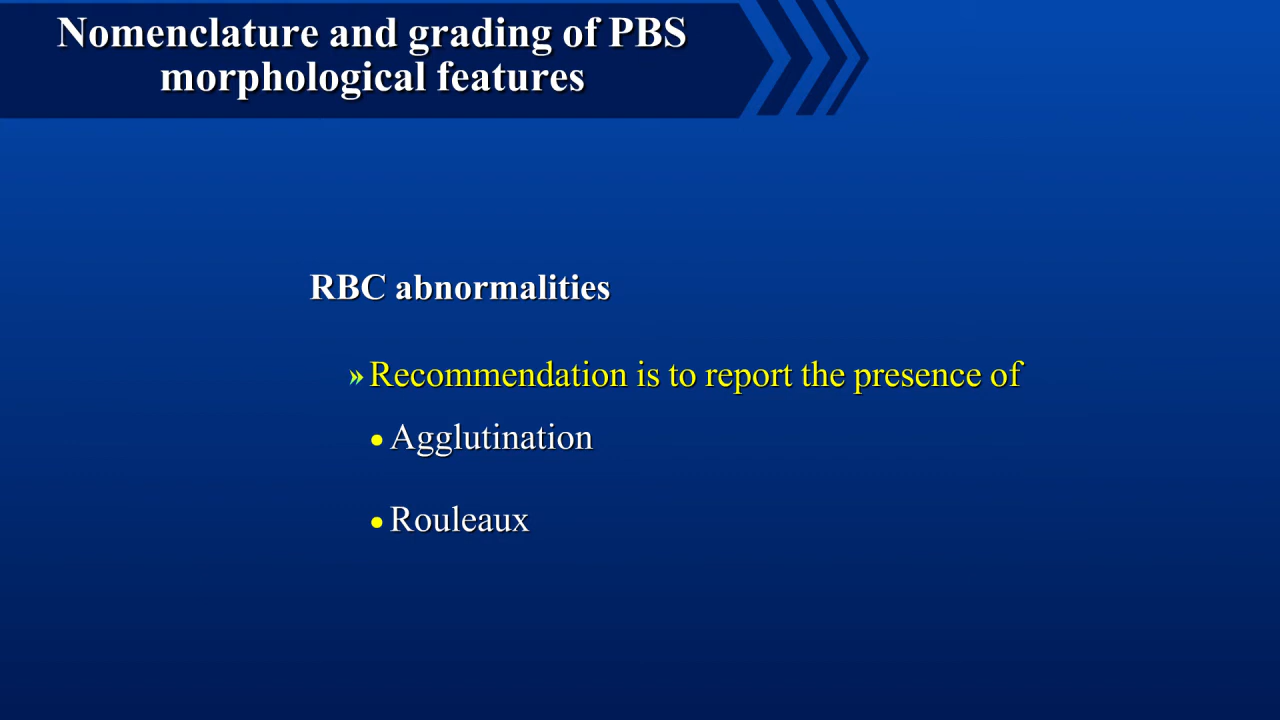 Nomenclature and grading of PBS
morphological features
RBC abnormalities
» Recommendation is to report the presence of
• Agglutination
• Rouleaux